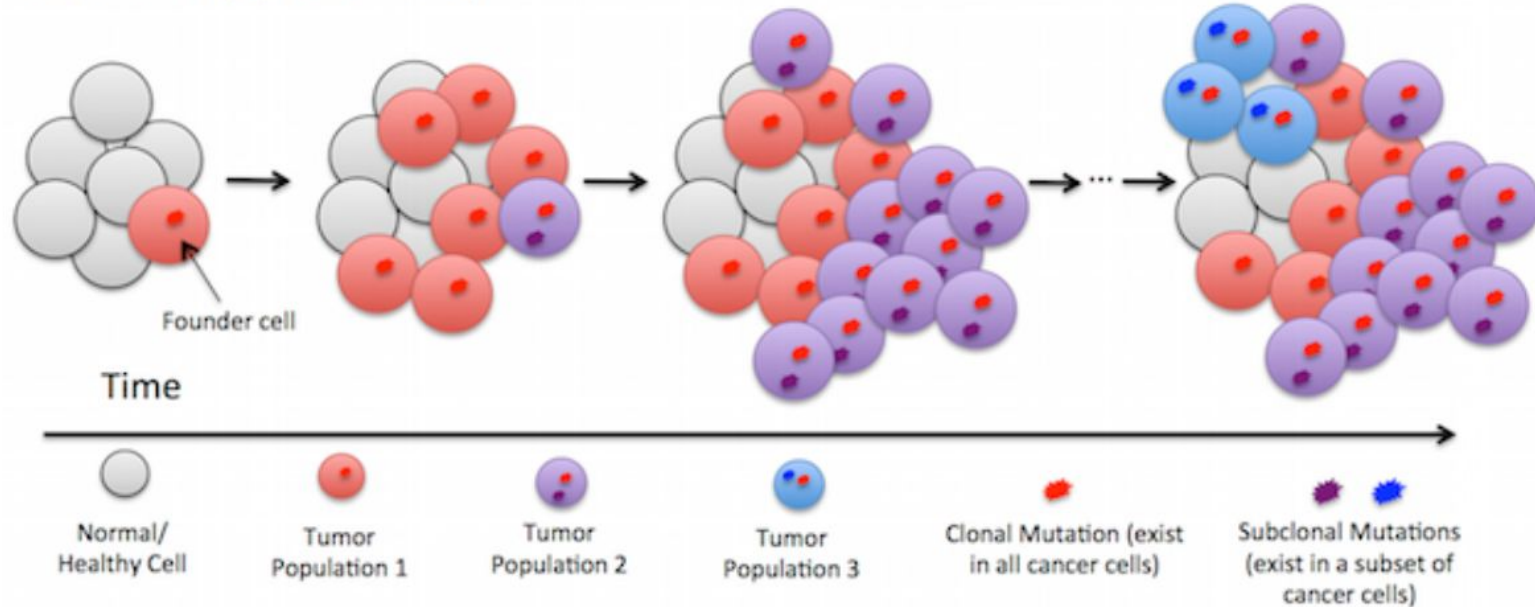 ...
Founder cell
Time
Normal/
Healthy Cell
Tumor
Population 1
Tumor
Population 2
Tumor
Population 3
Clonal Mutation (exist
in all cancer cells)
Subclonal Mutations
(exist in a subset of
cancer cells)